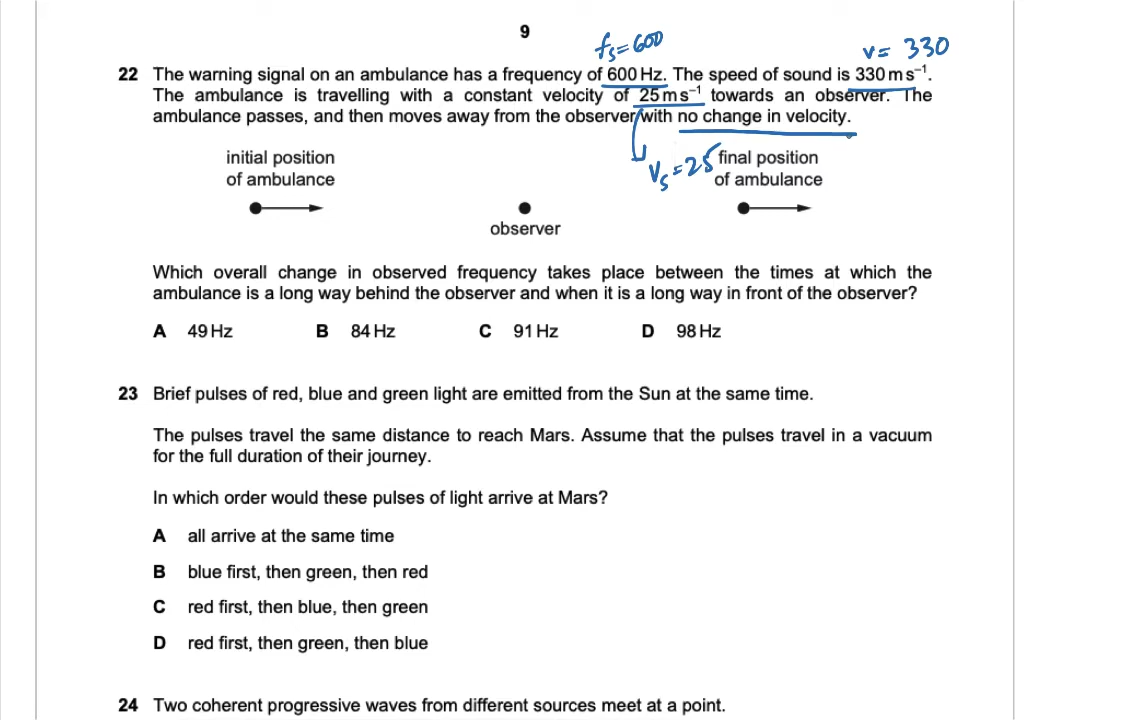 9
fs=600
v= 330
22 The warning signal on an ambulance has a frequency of 600 Hz. The speed of sound is 330 m s⁻¹.
The ambulance is travelling with a constant velocity of 25 m s⁻¹ towards an observer. The
ambulance passes, and then moves away from the observer with no change in velocity.
vs=25
initial position
of ambulance
final position
of ambulance
observer
Which overall change in observed frequency takes place between the times at which the
ambulance is a long way behind the observer and when it is a long way in front of the observer?
A 49 Hz B 84 Hz C 91 Hz D 98 Hz
23 Brief pulses of red, blue and green light are emitted from the Sun at the same time.
The pulses travel the same distance to reach Mars. Assume that the pulses travel in a vacuum
for the full duration of their journey.
In which order would these pulses of light arrive at Mars?
A all arrive at the same time
B blue first, then green, then red
C red first, then blue, then green
D red first, then green, then blue
24 Two coherent progressive waves from different sources meet at a point.